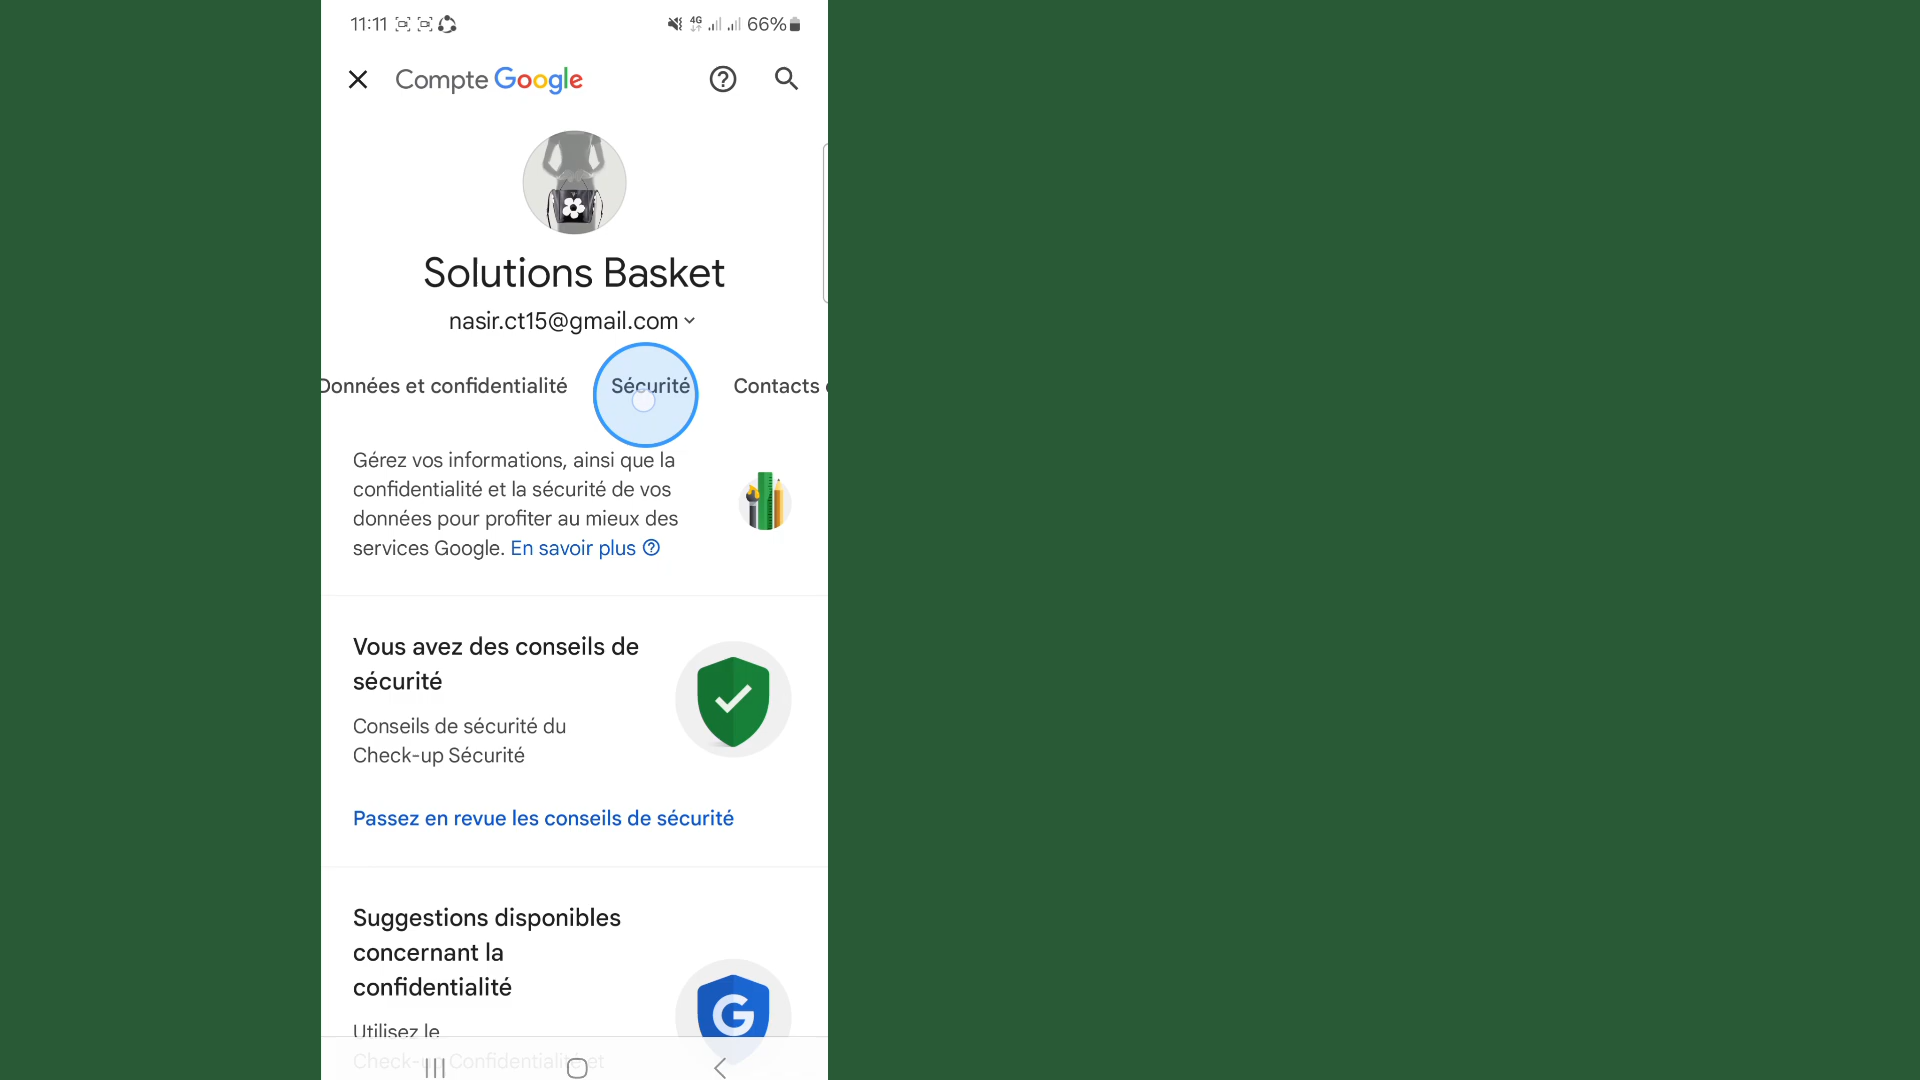 11:11 4G 66%
Compte Google
Solutions Basket
nasir.ct15@gmail.com
Données et confidentialité Sécurité Contacts
Gérez vos informations, ainsi que la
confidentialité et la sécurité de vos
données pour profiter au mieux des
services Google. En savoir plus
Vous avez des conseils de
sécurité
Conseils de sécurité du
Check-up Sécurité
Passez en revue les conseils de sécurité
Suggestions disponibles
concernant la
confidentialité
G
Utilisez le
Check-up Confidentialité et